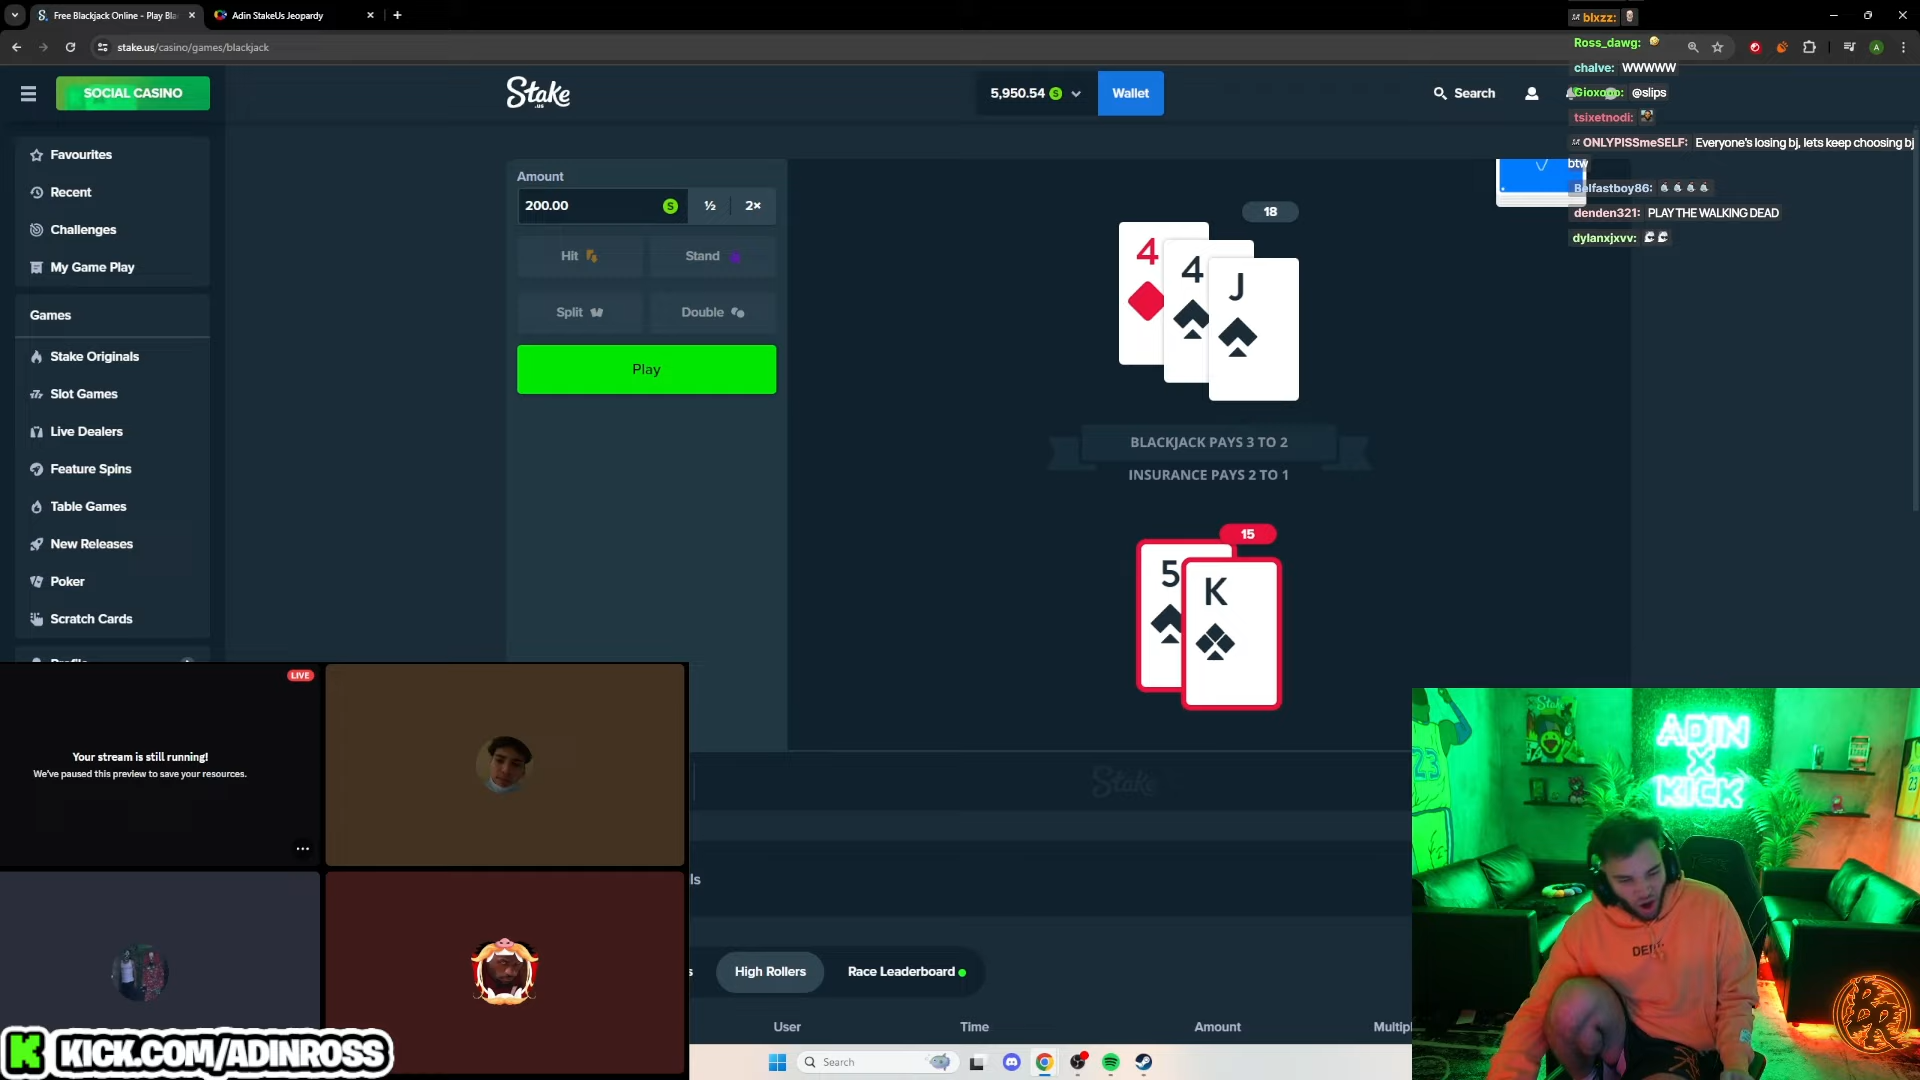 Free Blackjack Online - Play Bla
Adin StakeUs Jeopardy
stake.us/casino/games/blackjack
blxzz:
Ross_dawg:
chalve: WWWWW
@slips
tsixetnodi:
ONLYPISSmeSELF: Everyone's losing bj, lets keep choosing bj
btw
Belfastboy86:
denden321: PLAY THE WALKING DEAD
dylanxjxvv:
SOCIAL CASINO
Stake
.us
5,950.54
Wallet
Search
Favourites
Recent
Challenges
My Game Play
Games
Stake Originals
Slot Games
Live Dealers
Feature Spins
Table Games
New Releases
Poker
Scratch Cards
Amount
200.00
½
2×
Hit
Stand
Split
Double
Play
18
4
4
J
BLACKJACK PAYS 3 TO 2
INSURANCE PAYS 2 TO 1
15
5
K
Stake
LIVE
Your stream is still running!
We've paused this preview to save your resources.
ls
s
High Rollers
Race Leaderboard
User
Time
Amount
Multipl
Search
KICK.COM/ADINROSS
ADIN
X
KICK
23